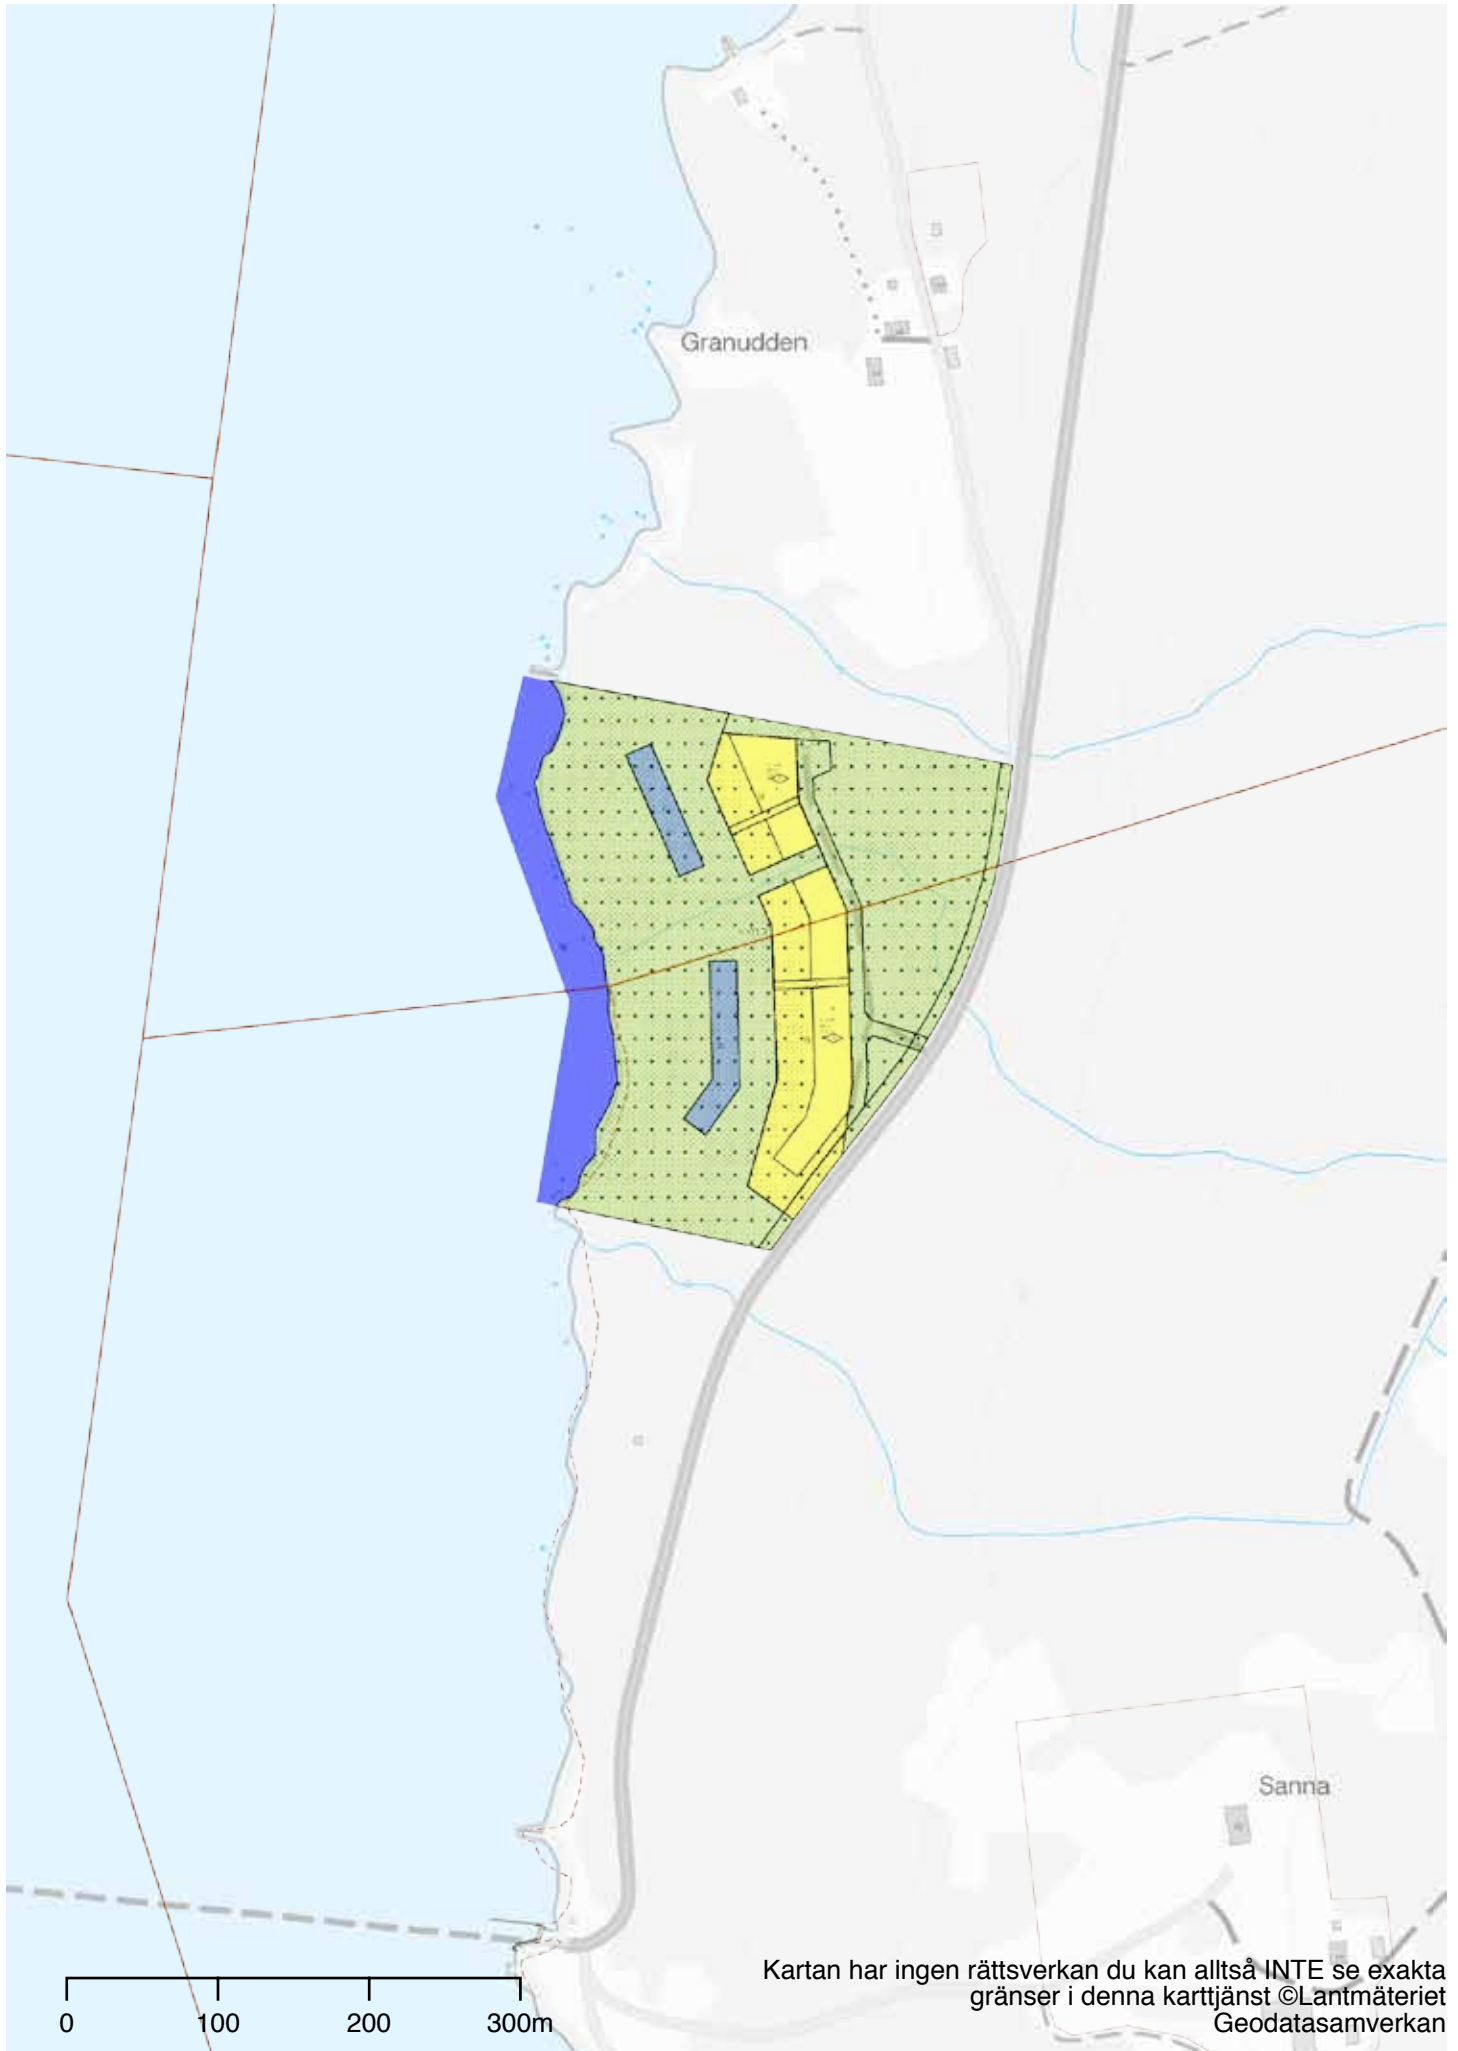 Granudden
Sanna
Kartan har ingen rättsverkan du kan alltså INTE se exakta
gränser i denna karttjänst ©Lantmäteriet
Geodatasamverkan
0 100 200 300m